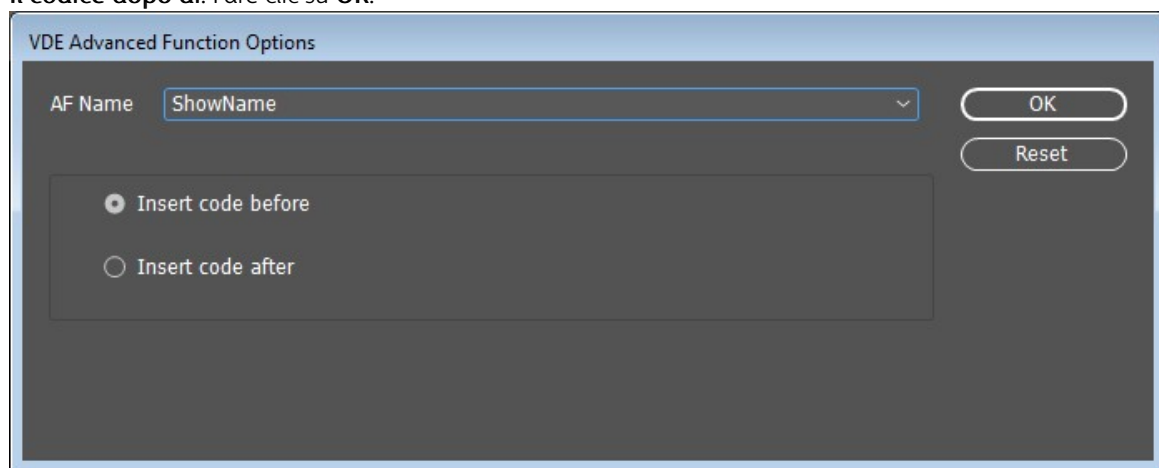 il codice dopo di. Fare clic su OK.
VDE Advanced Function Options
AF Name ShowName OK
Reset
Insert code before
Insert code after